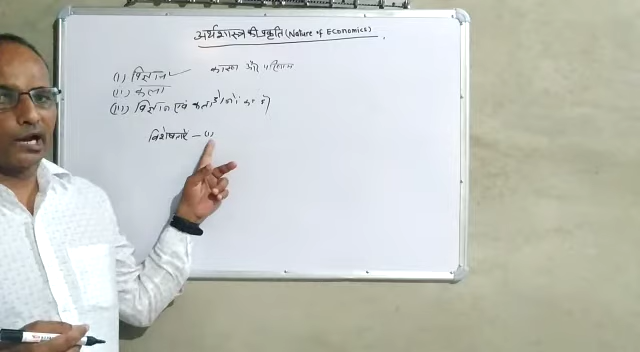 अर्थशास्त्र की प्रकृति (Nature of Economics)
(i) विज्ञान ✓ कारण और परिणाम
(ii) कला
(iii) विज्ञान एवं कला दोनों
विशेषताएं – (i)